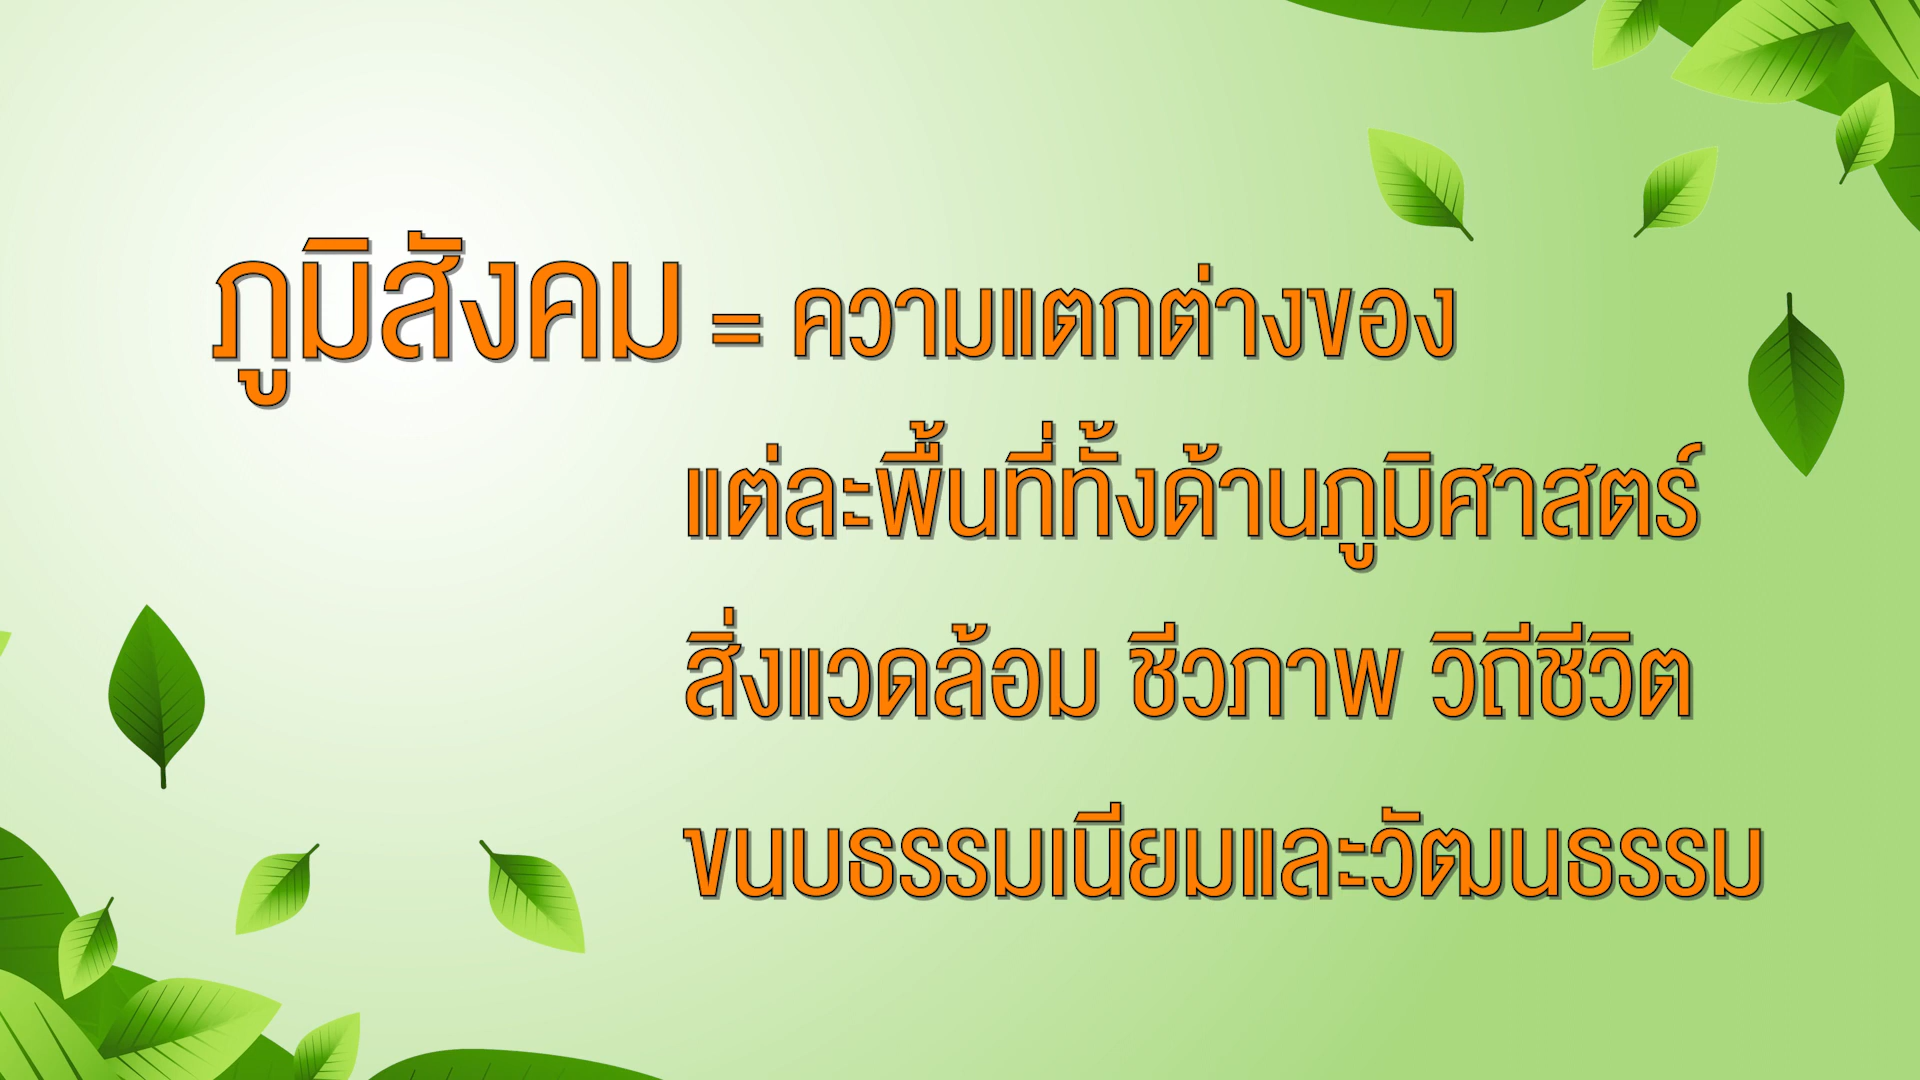 ภูมิสังคม = ความแตกต่างของ
แต่ละพื้นที่ทั้งด้านภูมิศาสตร์
สิ่งแวดล้อม ชีวภาพ วิถีชีวิต
ขนบธรรมเนียมและวัฒนธรรม